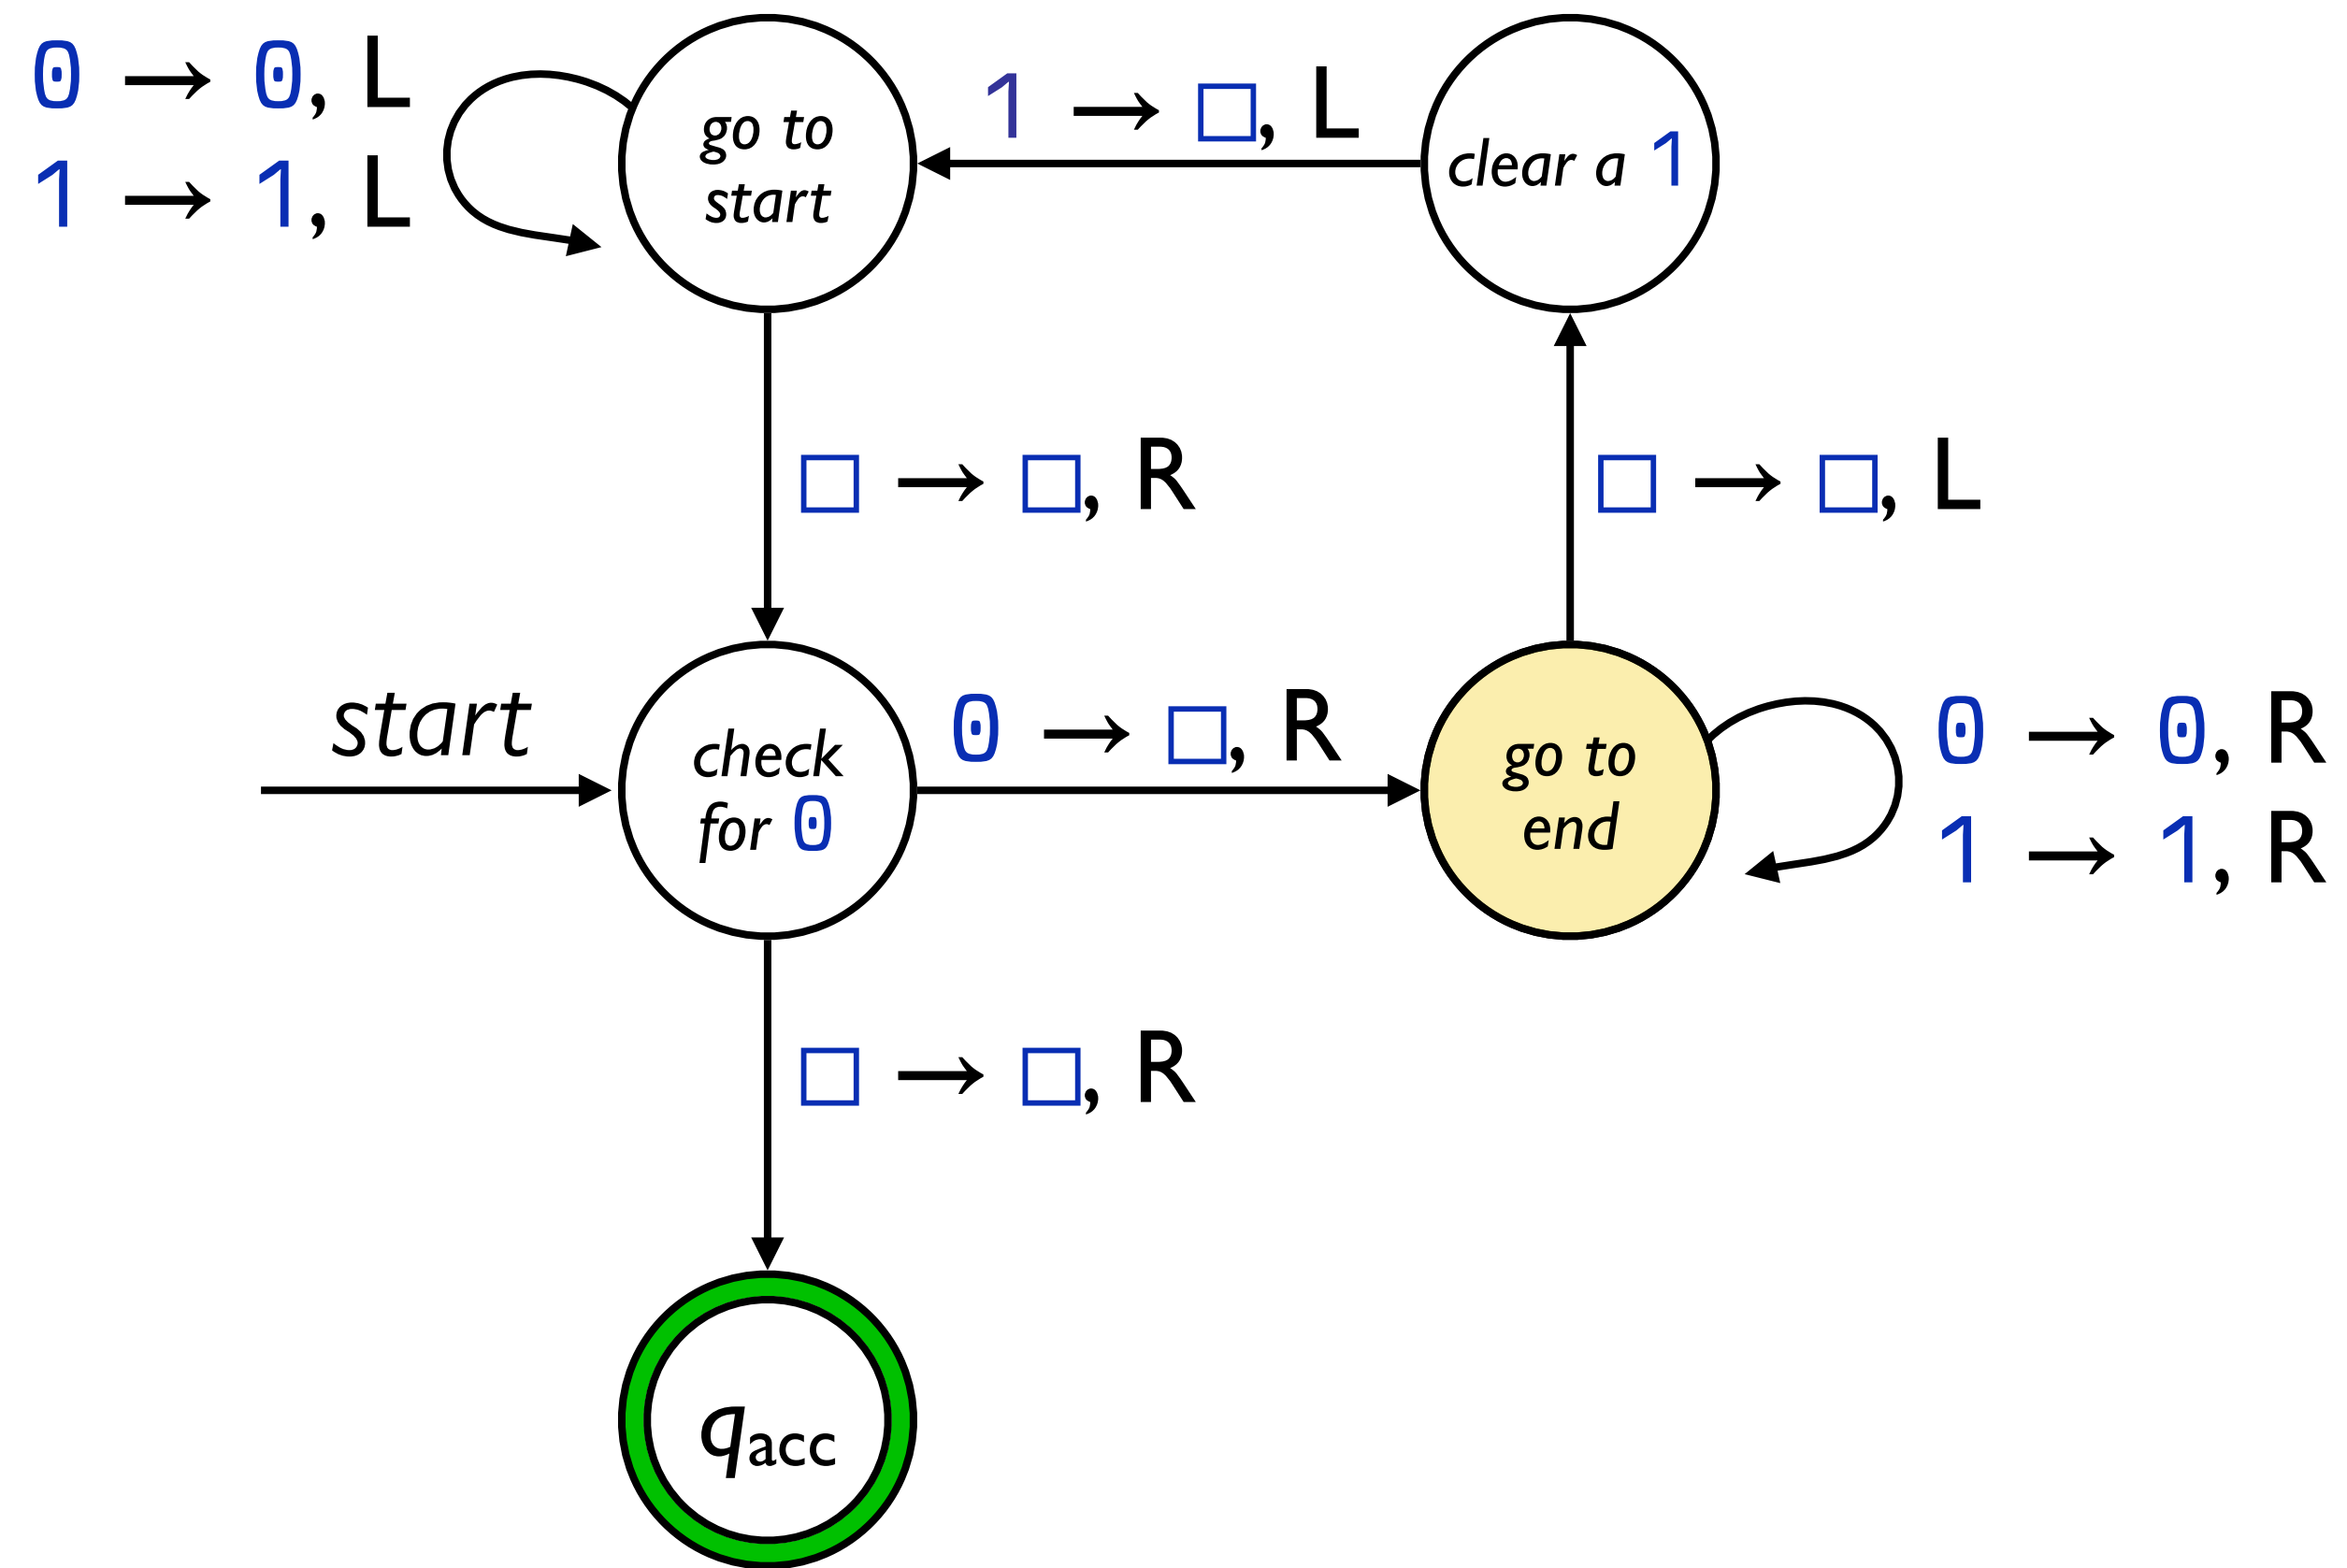 0 → 0, L
1 → 1, L
go to
start
1 → □, L
clear a 1
□ → □, R
□ → □, L
start
check
for 0
0 → □, R
go to
end
0 → 0, R
1 → 1, R
□ → □, R
qacc